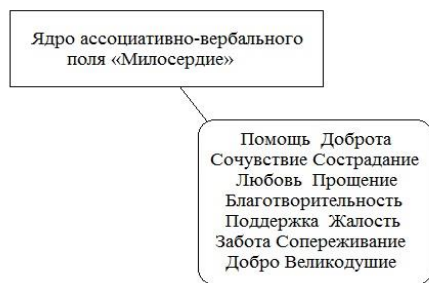 Ядро ассоциативно-вербального
поля «Милосердие»
Помощь Доброта
Сочувствие Сострадание
Любовь Прощение
Благотворительность
Поддержка Жалость
Забота Сопереживание
Добро Великодушие